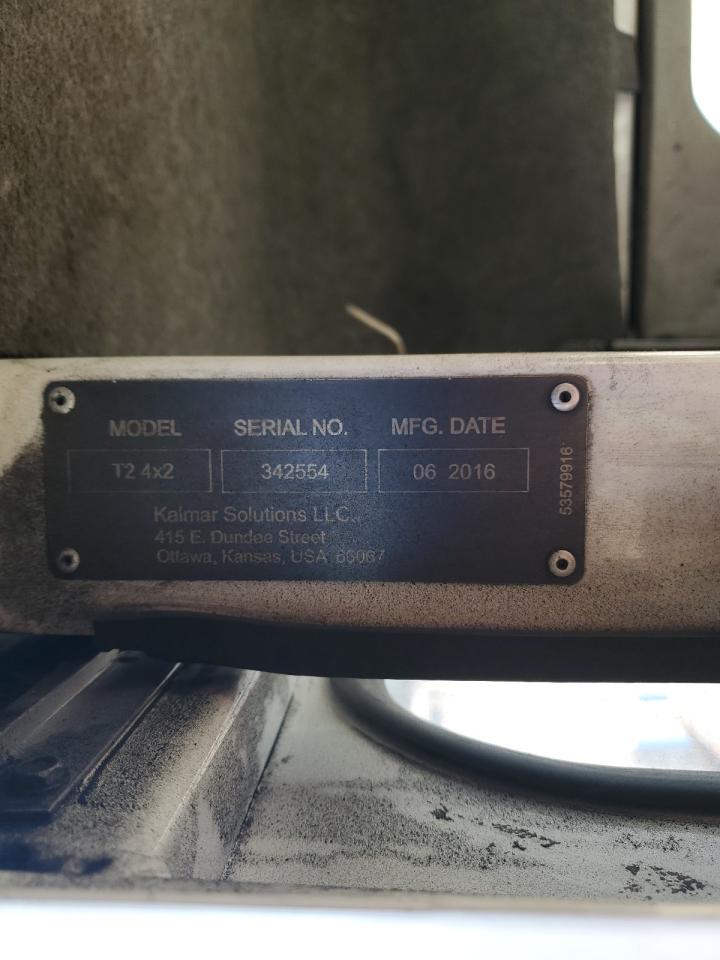 MODEL SERIAL NO. MFG. DATE
T2 4x2 342554 06 2016
Kalmar Solutions LLC.
415 E. Dundee Street
Ottawa, Kansas, USA 66067
53579916